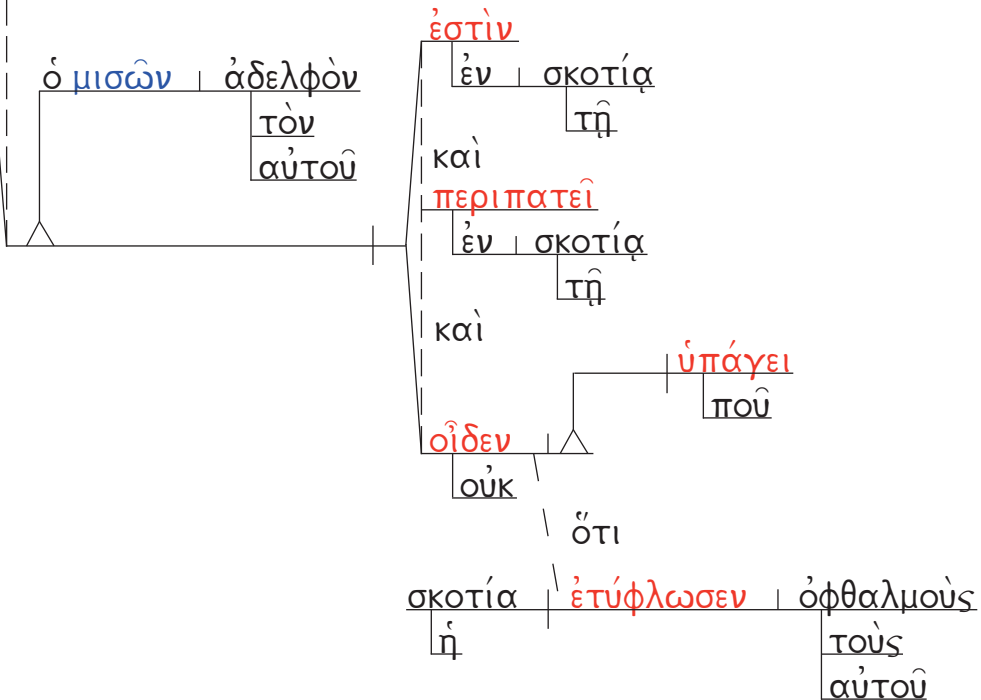 ἐστὶν
ὁ μισῶν ἀδελφὸν
ἐν σκοτίᾳ
τὸν
τῇ
αὐτοῦ
καὶ
περιπατεῖ
ἐν σκοτίᾳ
τῇ
καὶ
ὑπάγει
ποῦ
οἶδεν
οὐκ
ὅτι
σκοτία ἐτύφλωσεν ὀφθαλμοὺς
ἡ
τοὺς
αὐτοῦ